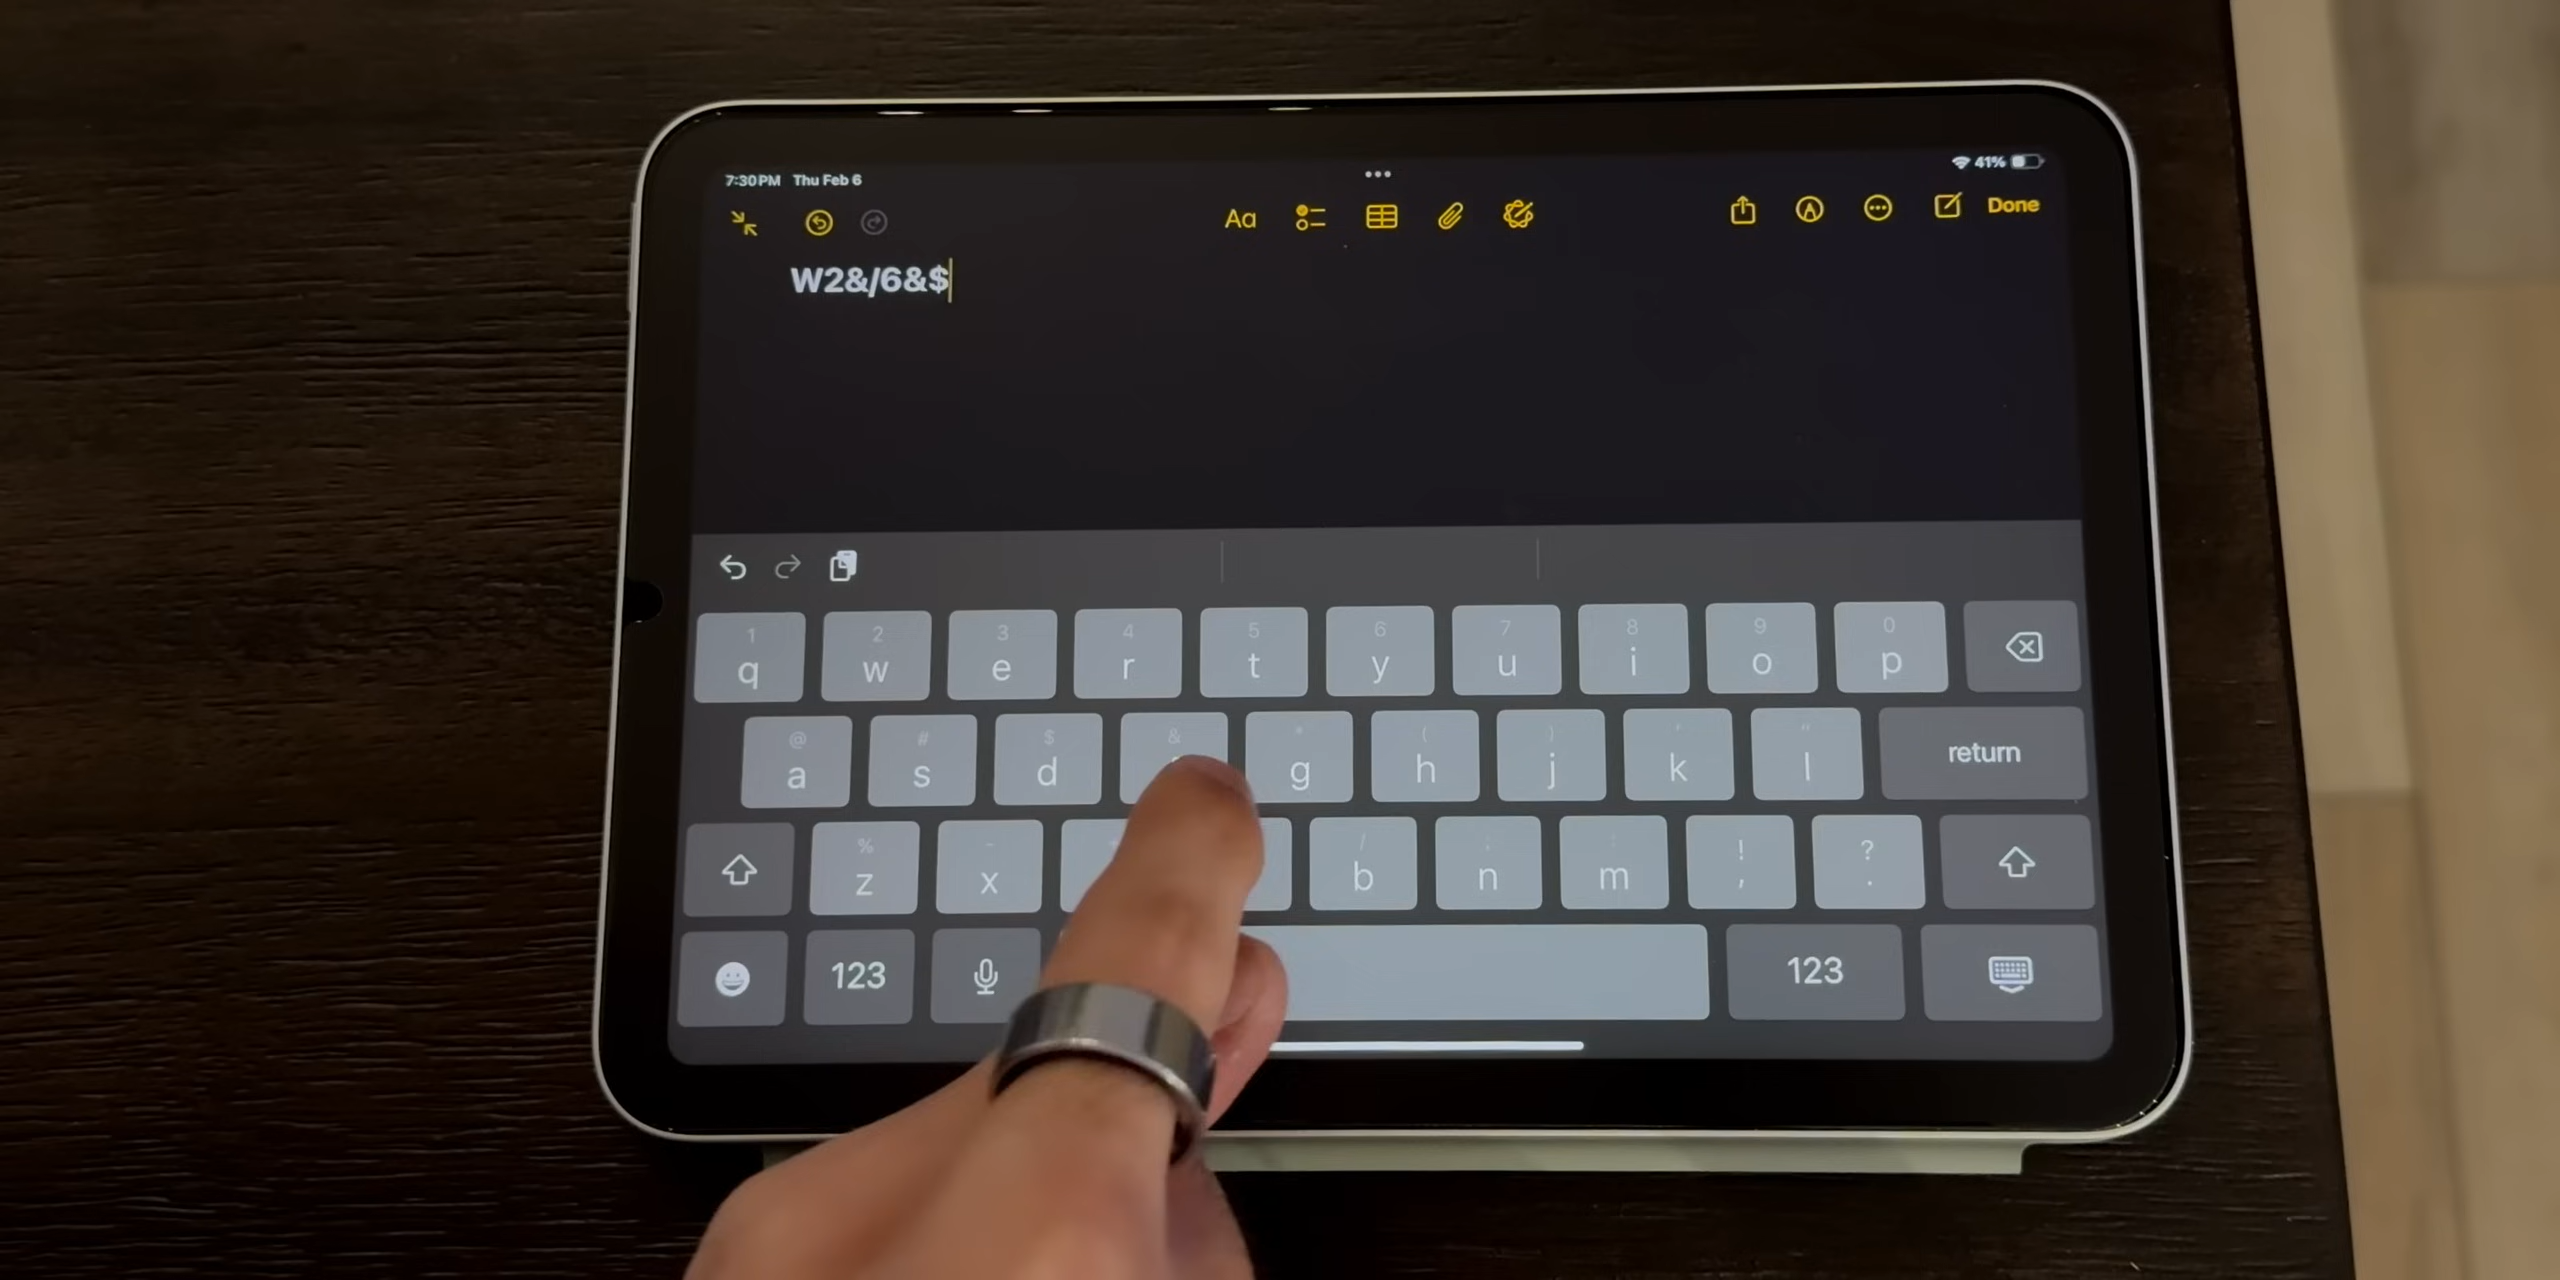 7:30 PM Thu Feb 6
41%
Aa
Done
W2&/6&$
1 2 3 4 5 6 7 8 9 0
q w e r t y u i o p
@ # $ & * ( ) ' "
a s d g h j k l return
% - / ; : ! ?
z x b n m , .
123 123